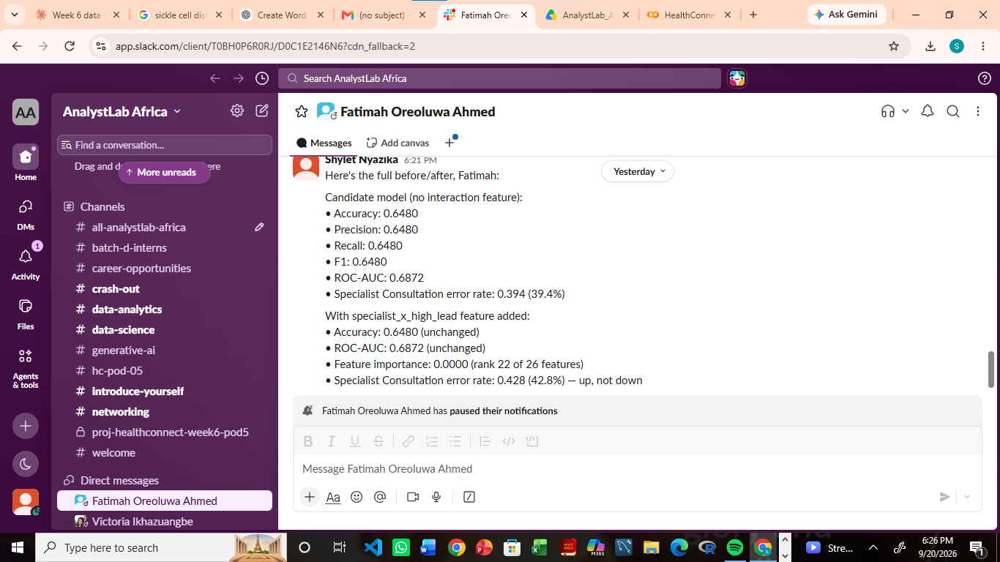 Week 6 data
sickle cell dis
Create Word
(no subject) -
Fatimah Oreo
AnalystLab_A
HealthConne
Ask Gemini
app.slack.com/client/T0BH0P6R0RJ/D0C1E2146N6?cdn_fallback=2
S
Search AnalystLab Africa
AA
Home
DMs
1
Activity
Files
Agents
& tools
AnalystLab Africa
Find a conversation...
Drag and d
ere
More unreads
Channels
# all-analystlab-africa
# batch-d-interns
# career-opportunities
# crash-out
# data-analytics
# data-science
# generative-ai
# hc-pod-05
# introduce-yourself
# networking
proj-healthconnect-week6-pod5
# welcome
Direct messages
Fatimah Oreoluwa Ahmed
Victoria Ikhazuangbe
Fatimah Oreoluwa Ahmed
Messages
Add canvas
Yesterday
Shylet Nyazika 6:21 PM
Here's the full before/after, Fatimah:
Candidate model (no interaction feature):
• Accuracy: 0.6480
• Precision: 0.6480
• Recall: 0.6480
• F1: 0.6480
• ROC-AUC: 0.6872
• Specialist Consultation error rate: 0.394 (39.4%)
With specialist_x_high_lead feature added:
• Accuracy: 0.6480 (unchanged)
• ROC-AUC: 0.6872 (unchanged)
• Feature importance: 0.0000 (rank 22 of 26 features)
• Specialist Consultation error rate: 0.428 (42.8%) — up, not down
Fatimah Oreoluwa Ahmed has paused their notifications
Message Fatimah Oreoluwa Ahmed
Aa
Type here to search
M365
Stre...
6:26 PM
9/20/2026
1